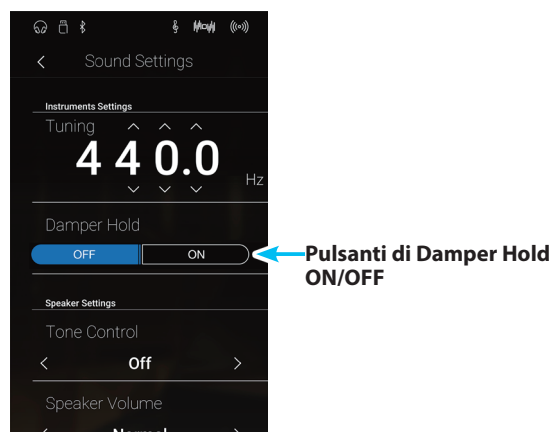 Sound Settings
Instruments Settings
Tuning
440.0
Hz
Damper Hold
OFF ON
Pulsanti di Damper Hold
ON/OFF
Speaker Settings
Tone Control
Off
Speaker Volume
Normal